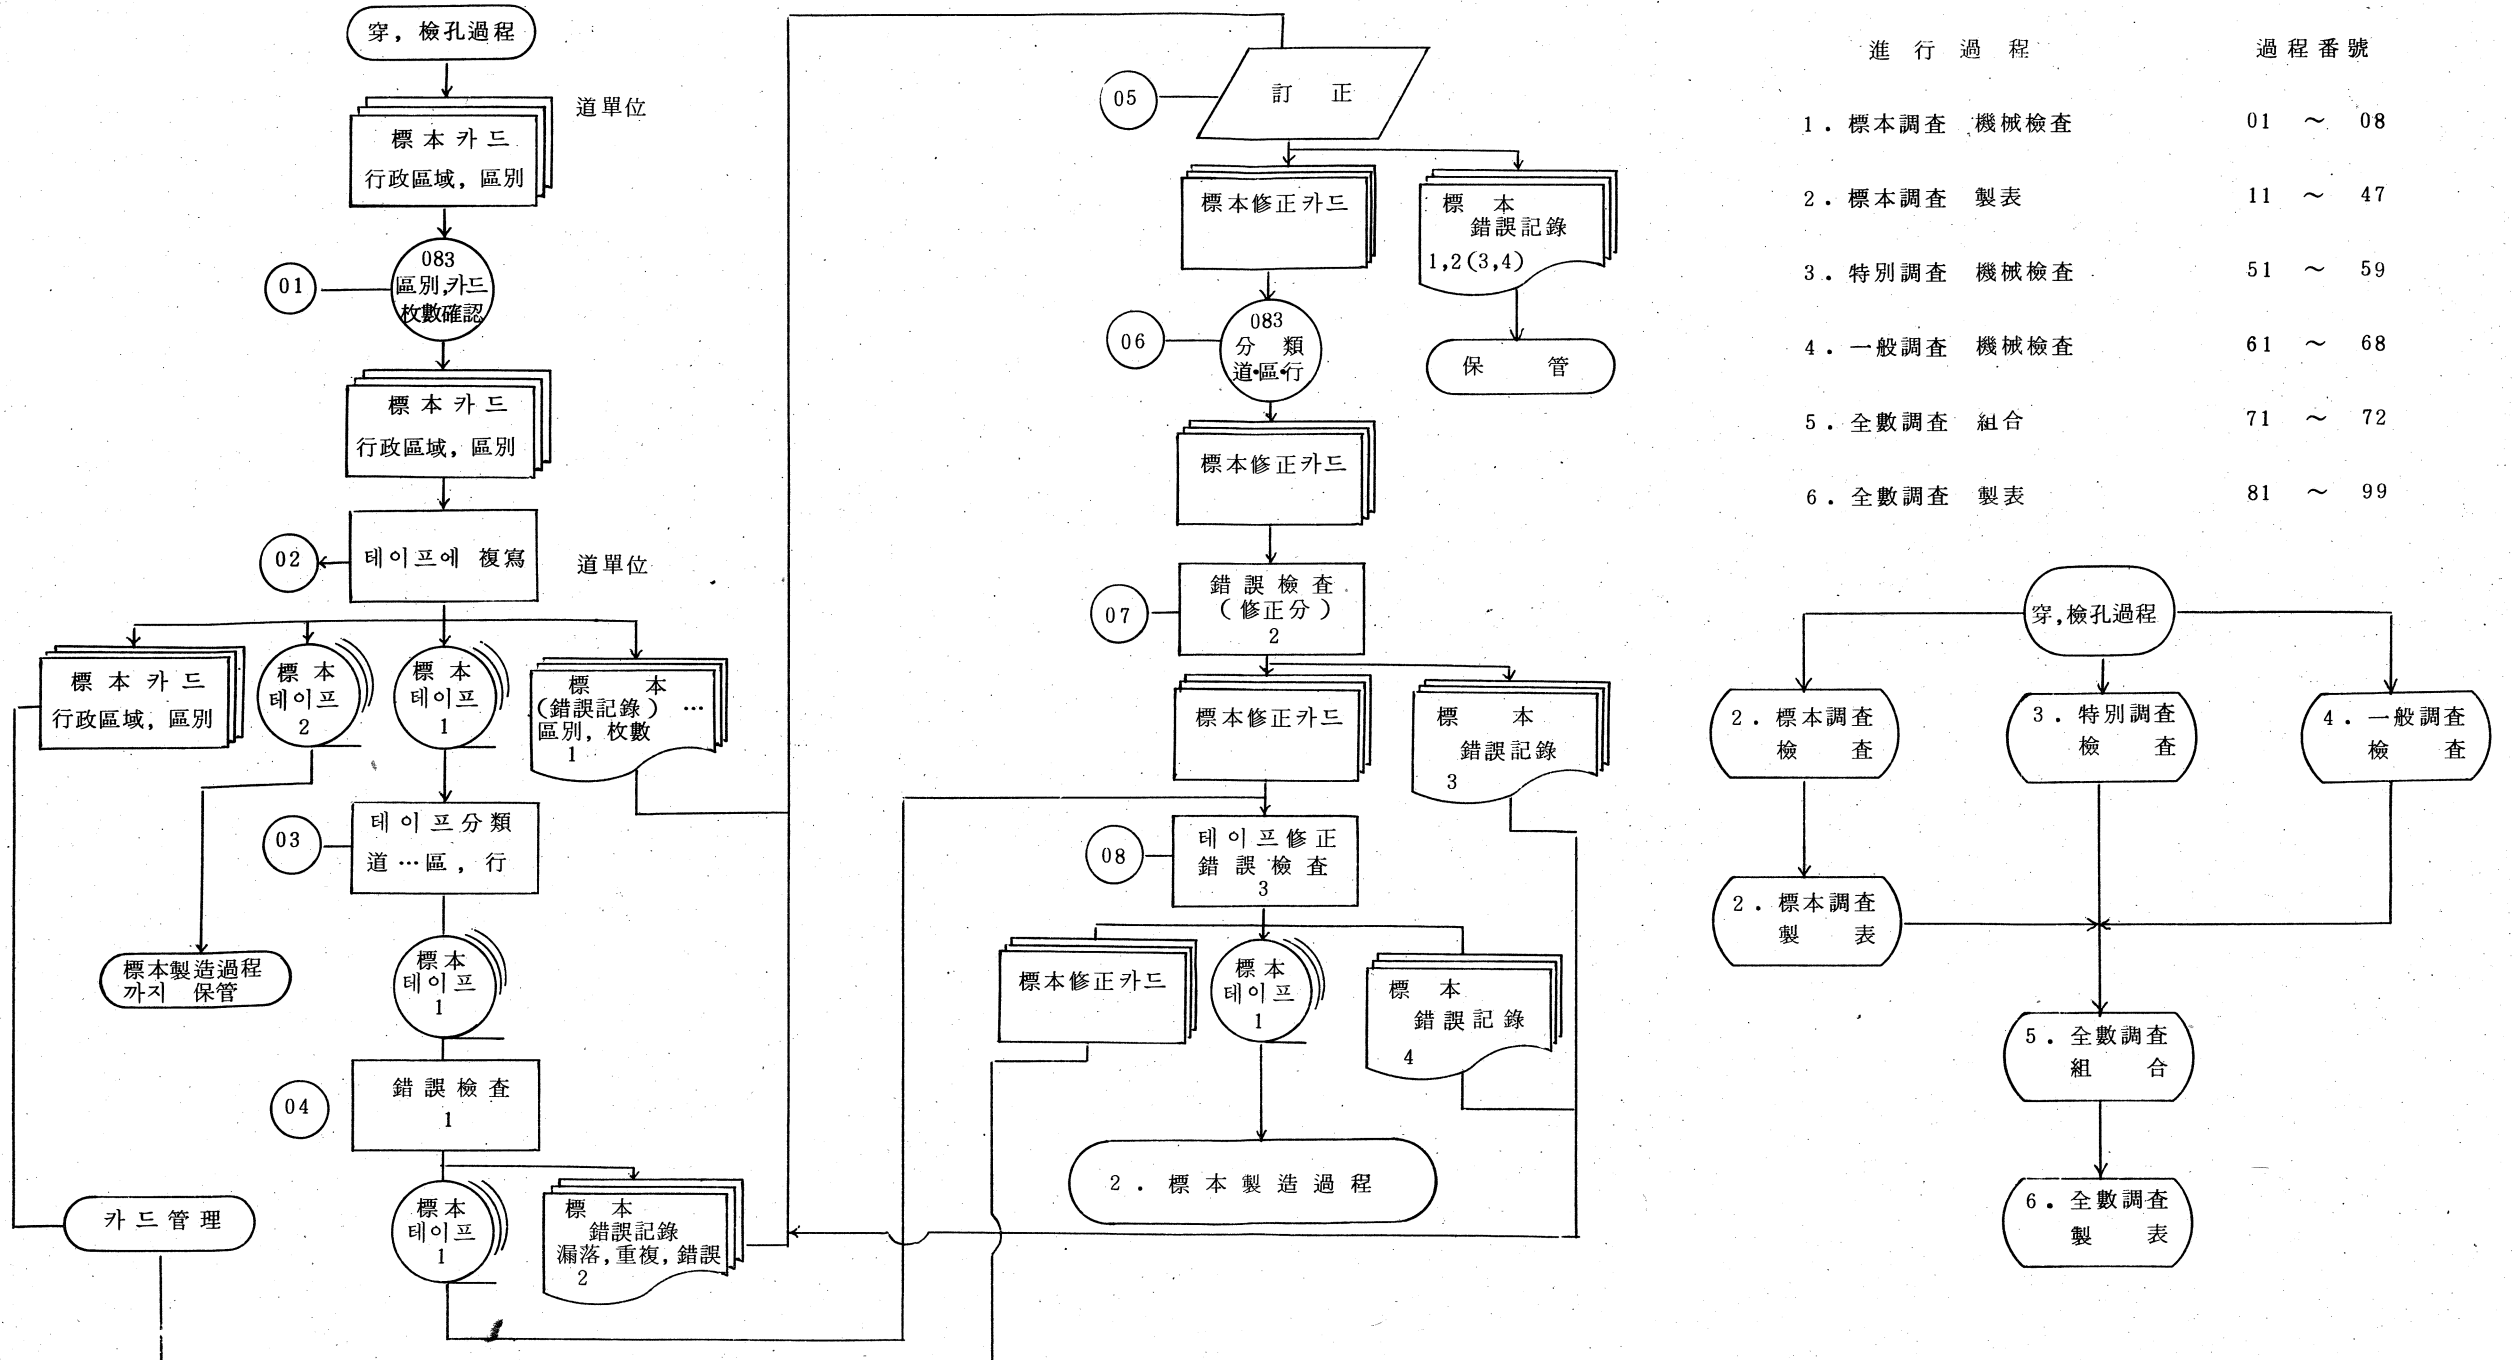 穿, 檢孔過程
道單位
標本카드
行政區域, 區別
01
083
區別,카드
枚數確認
標本카드
行政區域, 區別
02
테이프에 複寫
道單位
標本카드
行政區域, 區別
標本
테이프
2
標本
테이프
1
標 本
(錯誤記錄) …
區別, 枚數
1
03
테이프分類
道…區, 行
標本製造過程
까지 保管
標本
테이프
1
04
錯誤檢査
1
카드管理
標本
테이프
1
標 本
錯誤記錄
漏落,重複,錯誤
2
05
訂 正
標本修正카드
標 本
錯誤記錄
1,2(3,4)
06
083
分 類
道·區·行
保 管
標本修正카드
07
錯誤檢査
(修正分)
2
標本修正카드
標 本
錯誤記錄
3
08
테이프修正
錯誤檢査
3
標本修正카드
標本
테이프
1
標 本
錯誤記錄
4
2. 標本製造過程
進行過程 過程番號
1. 標本調査 機械檢査 01 ~ 08
2. 標本調査 製表 11 ~ 47
3. 特別調査 機械檢査 51 ~ 59
4. 一般調査 機械檢査 61 ~ 68
5. 全數調査 組合 71 ~ 72
6. 全數調査 製表 81 ~ 99
穿,檢孔過程
2. 標本調査
檢 査
3. 特別調査
檢 査
4. 一般調査
檢 査
2. 標本調査
製 表
5. 全數調査
組 合
6. 全數調査
製 表